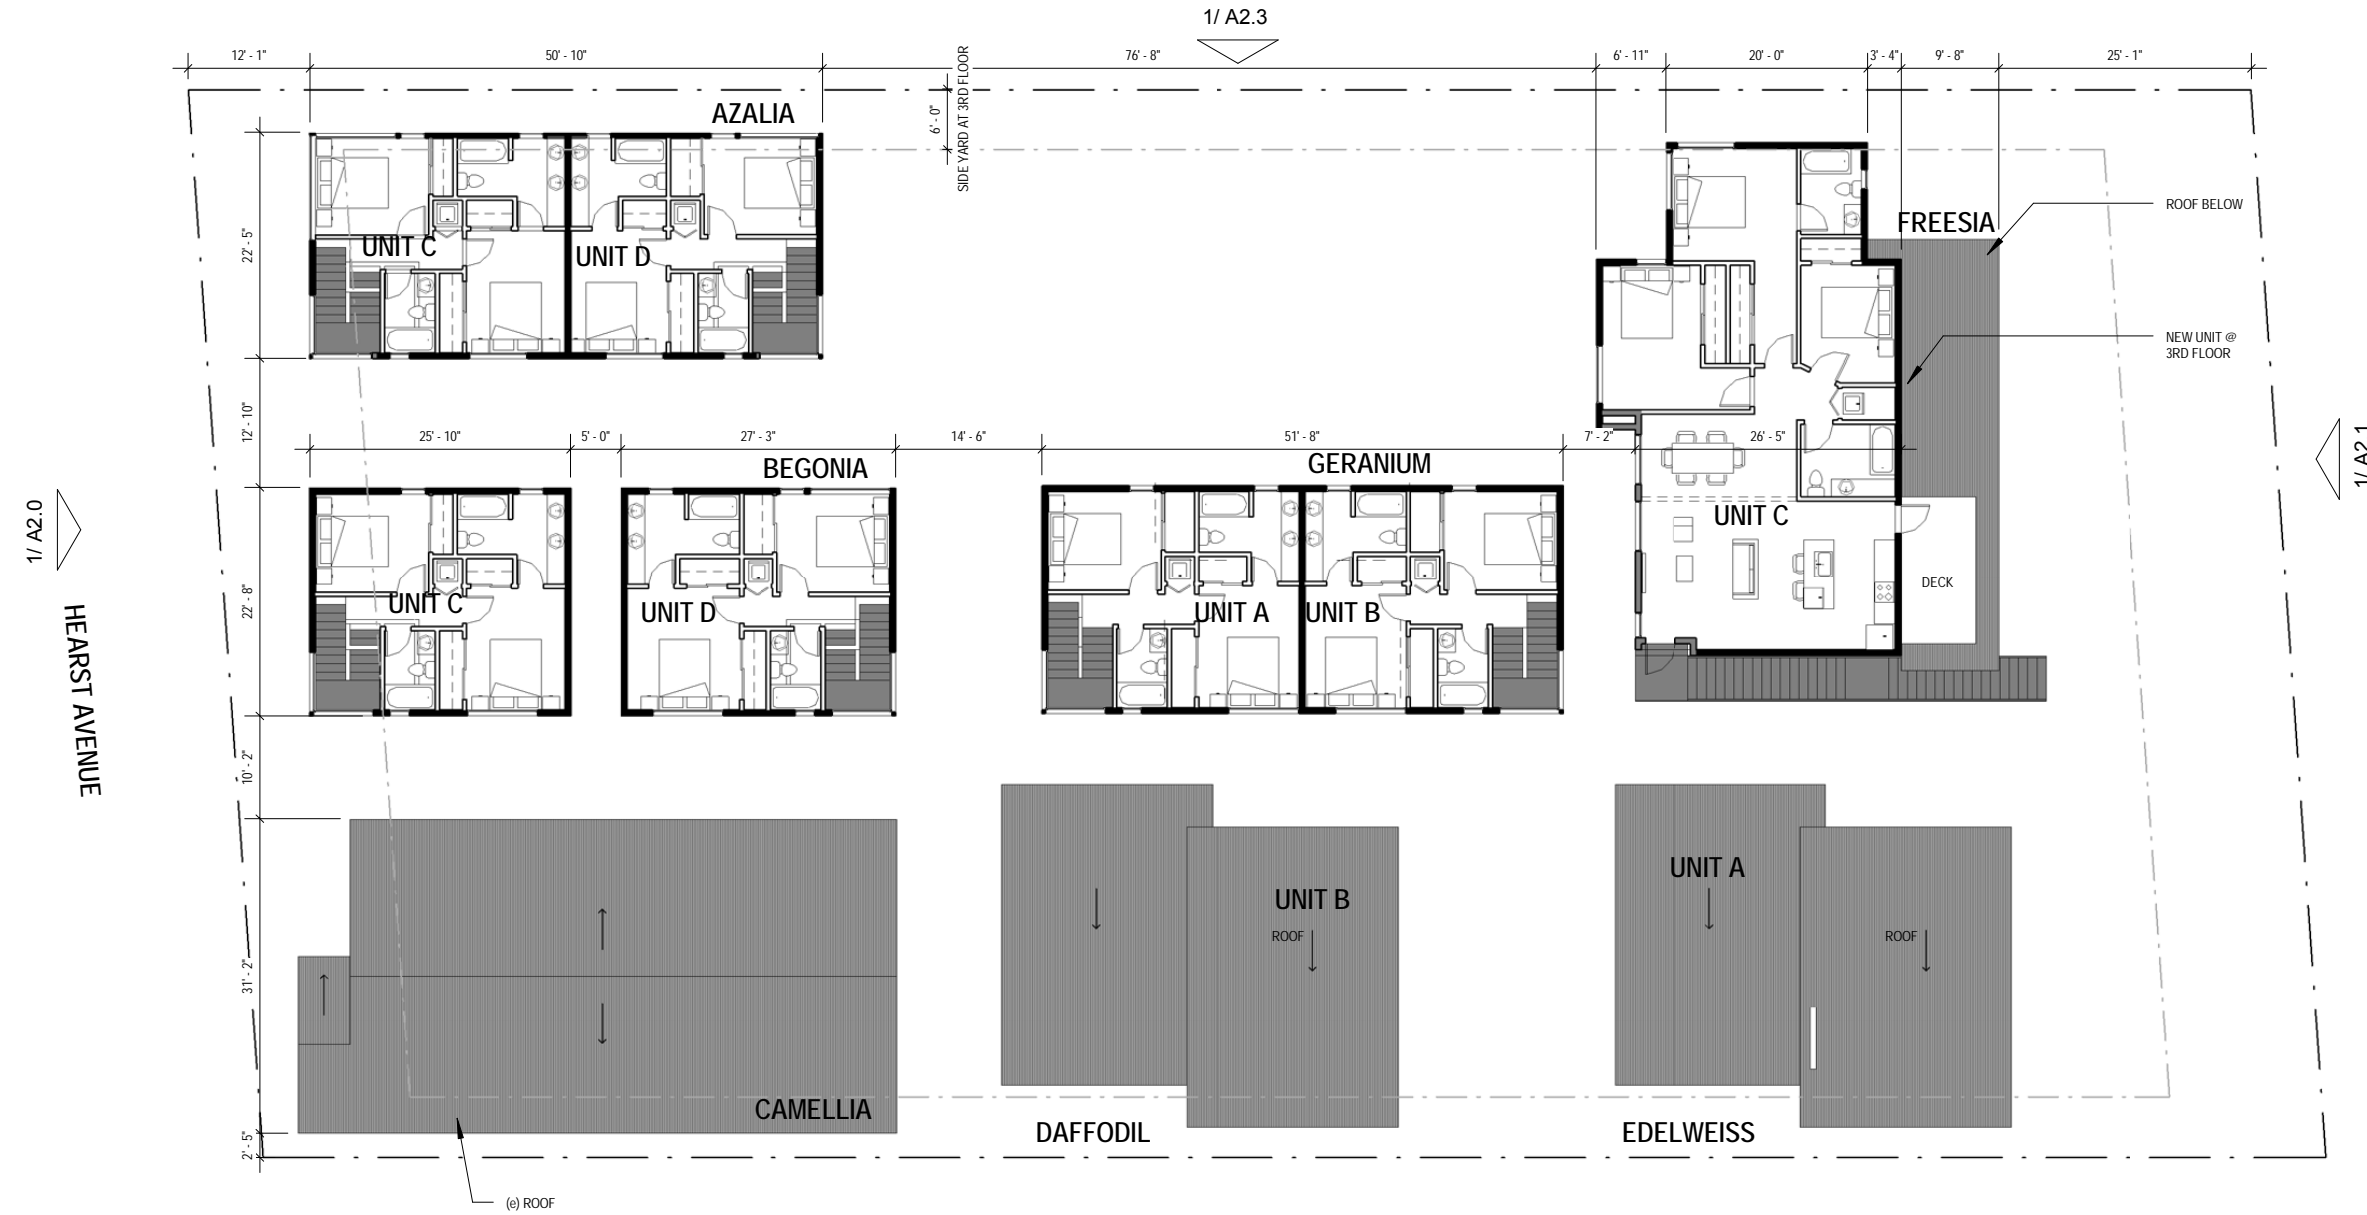 1/ A2.3
12' - 1"
50' - 10"
76' - 8"
6' - 11"
20' - 0"
3' - 4"
9' - 8"
25' - 1"
6' - 0"
SIDE YARD AT 3RD FLOOR
AZALIA
UNIT C
UNIT D
22' - 5"
FREESIA
ROOF BELOW
NEW UNIT @
3RD FLOOR
12' - 10"
25' - 10"
5' - 0"
27' - 3"
14' - 6"
51' - 8"
7' - 2"
26' - 5"
BEGONIA
GERANIUM
1/ A2.0
1/ A2.1
HEARST AVENUE
22' - 8"
UNIT C
UNIT D
UNIT A
UNIT B
UNIT C
DECK
10' - 2"
31' - 2"
UNIT B
ROOF
UNIT A
ROOF
CAMELLIA
DAFFODIL
EDELWEISS
2' - 5"
(e) ROOF